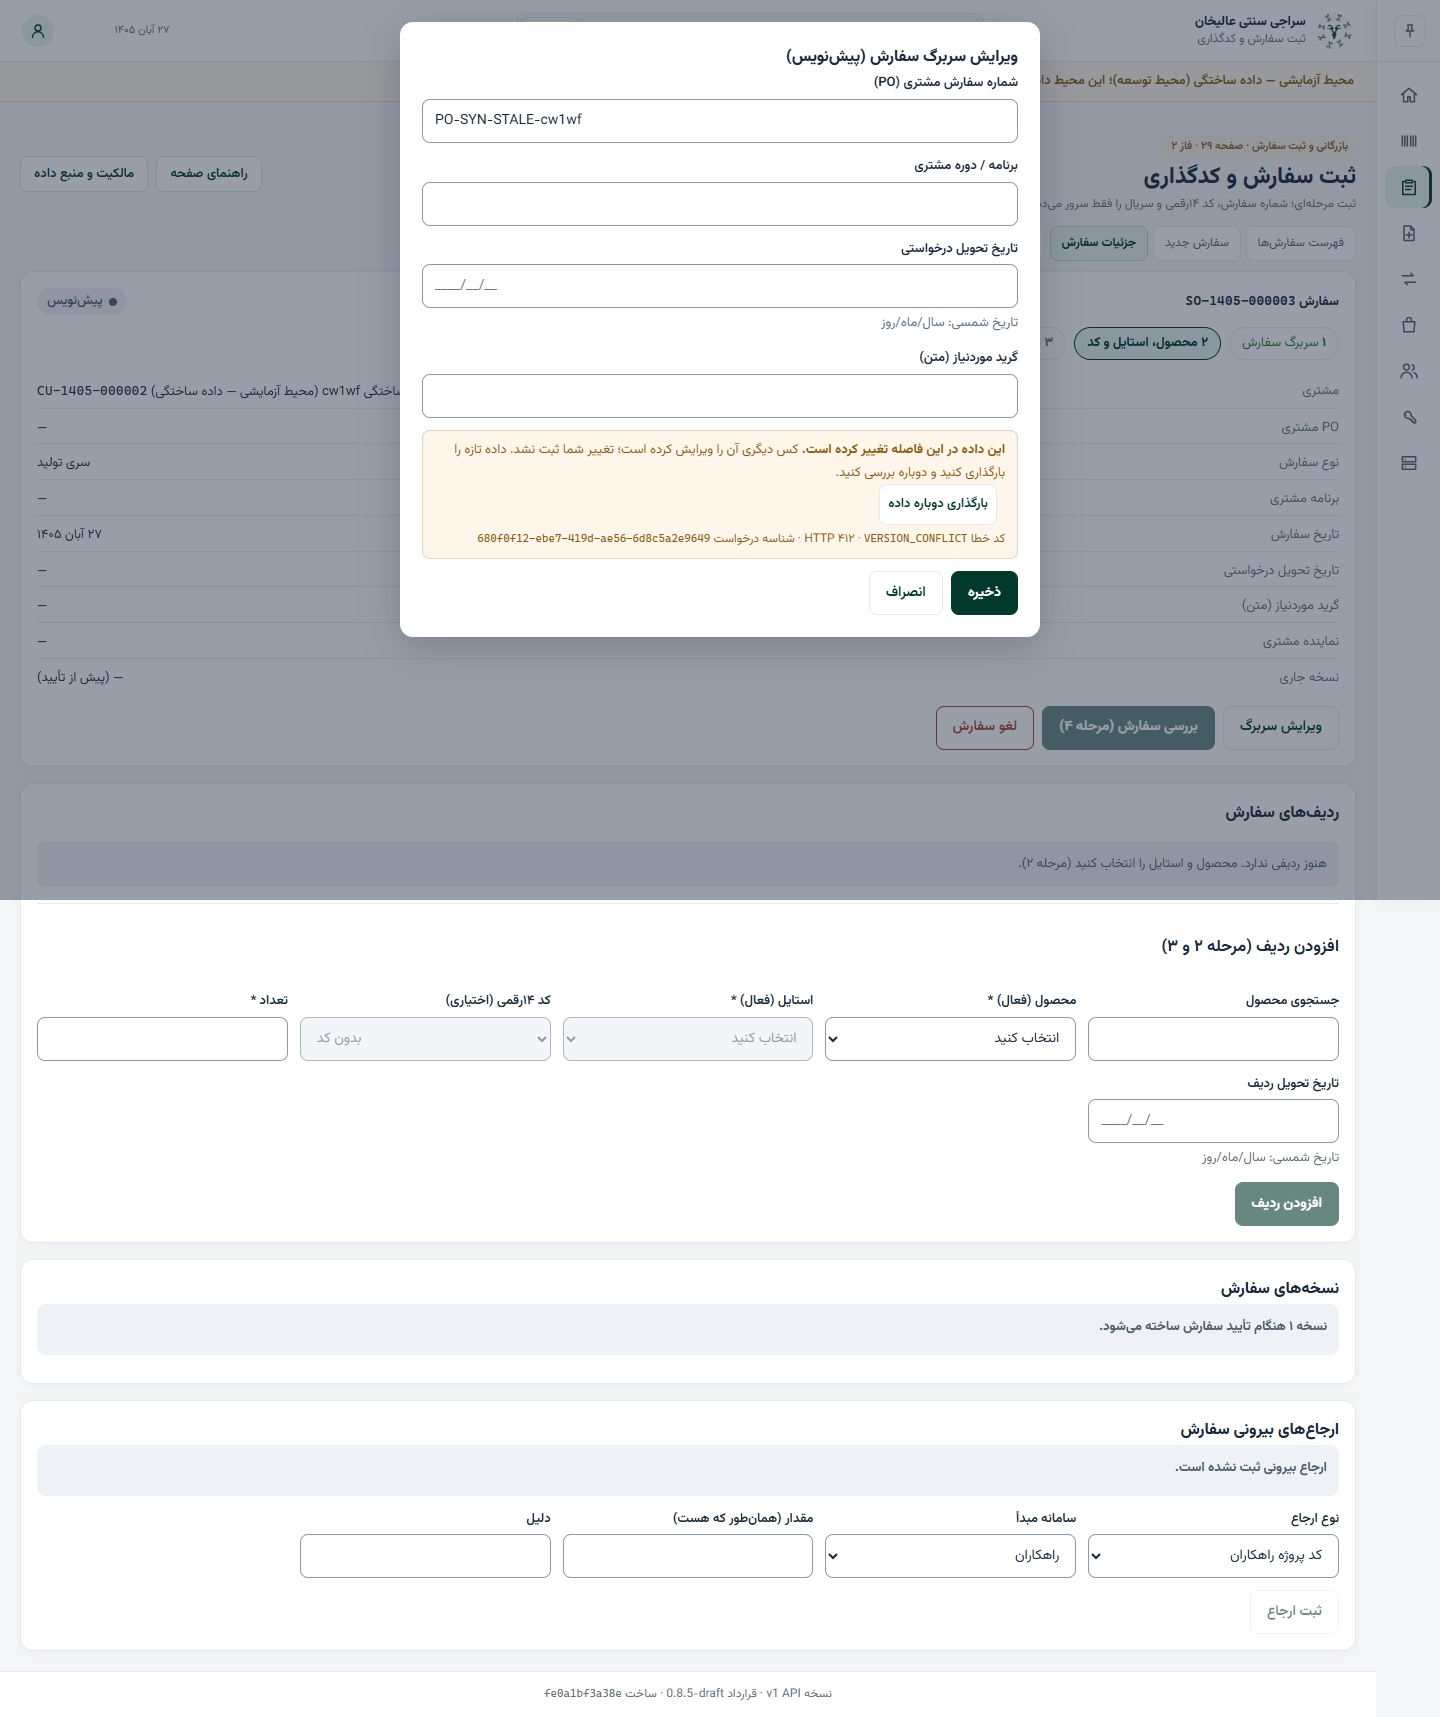 سراجی سنتی عالیخان
ثبت سفارش و کدگذاری
۲۷ آبان ۱۴۰۵
محیط آزمایشی — داده ساختگی (محیط توسعه)؛ این محیط
بازرگانی و ثبت سفارش · صفحه ۲۹ · فاز ۲
ثبت سفارش و کدگذاری
ثبت مرحله‌ای؛ شماره سفارش، کد ۱۴رقمی و سریال را فقط سرور
راهنمای صفحه
مالکیت و منبع داده
فهرست سفارش‌ها
سفارش جدید
جزئیات سفارش
ویرایش سربرگ سفارش (پیش‌نویس)
شماره سفارش مشتری (PO)
PO-SYN-STALE-cw1wf
برنامه / دوره مشتری
تاریخ تحویل درخواستی
____/__/__
تاریخ شمسی: سال/ماه/روز
گرید موردنیاز (متن)
این داده در این فاصله تغییر کرده است. کس دیگری آن را ویرایش کرده است؛ تغییر شما ثبت نشد. داده تازه را
بارگذاری کنید و دوباره بررسی کنید.
بارگذاری دوباره داده
کد خطا VERSION_CONFLICT · HTTP ۴۱۲ · شناسه درخواست 680f0f12-ebe7-419d-ae56-6d8c5a2e9649
ذخیره
انصراف
سفارش SO-1405-000003
پیش‌نویس
۱ سربرگ سفارش
۲ محصول، استایل و کد
۳
مشتری
ساختگی cw1wf (محیط آزمایشی — داده ساختگی) CU-1405-000002
PO مشتری
—
نوع سفارش
سری تولید
برنامه مشتری
—
تاریخ سفارش
۲۷ آبان ۱۴۰۵
تاریخ تحویل درخواستی
—
گرید موردنیاز (متن)
—
نماینده مشتری
—
نسخه جاری
— (پیش از تأیید)
ویرایش سربرگ
بررسی سفارش (مرحله ۴)
لغو سفارش
ردیف‌های سفارش
هنوز ردیفی ندارد. محصول و استایل را انتخاب کنید (مرحله ۲).
افزودن ردیف (مرحله ۲ و ۳)
جستجوی محصول
محصول (فعال) *
استایل (فعال) *
کد ۱۴رقمی (اختیاری)
تعداد *
انتخاب کنید
انتخاب کنید
بدون کد
تاریخ تحویل ردیف
____/__/__
تاریخ شمسی: سال/ماه/روز
افزودن ردیف
نسخه‌های سفارش
نسخه ۱ هنگام تأیید سفارش ساخته می‌شود.
ارجاع‌های بیرونی سفارش
ارجاع بیرونی ثبت نشده است.
نوع ارجاع
سامانه مبدأ
مقدار (همان‌طور که هست)
دلیل
کد پروژه راهکاران
راهکاران
ثبت ارجاع
نسخه v1 API · قرارداد 0.8.5-draft · ساخت fe0a1bf3a38e